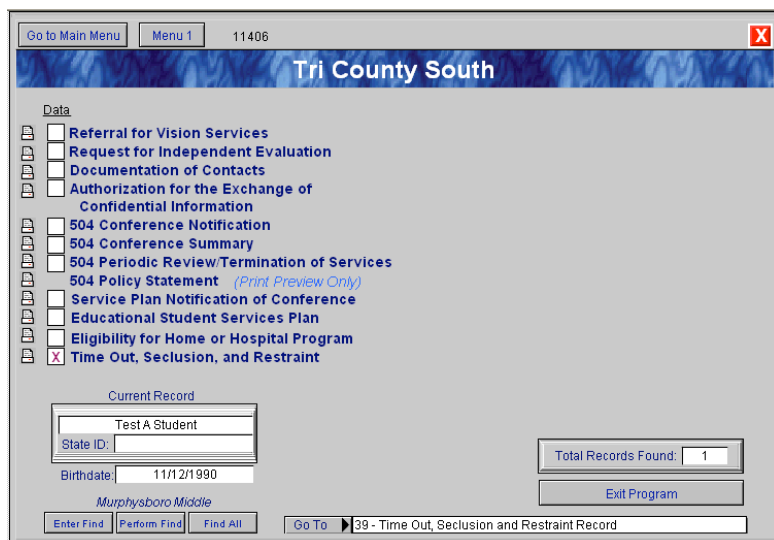 Go to Main Menu Menu 1 11406 X
Tri County South
Data
Referral for Vision Services
Request for Independent Evaluation
Documentation of Contacts
Authorization for the Exchange of
Confidential Information
504 Conference Notification
504 Conference Summary
504 Periodic Review/Termination of Services
504 Policy Statement (Print Preview Only)
Service Plan Notification of Conference
Educational Student Services Plan
Eligibility for Home or Hospital Program
X Time Out, Seclusion, and Restraint
Current Record
Test A Student
State ID:
Total Records Found: 1
Birthdate: 11/12/1990
Exit Program
Murphysboro Middle
Enter Find Perform Find Find All Go To 39 - Time Out, Seclusion and Restraint Record